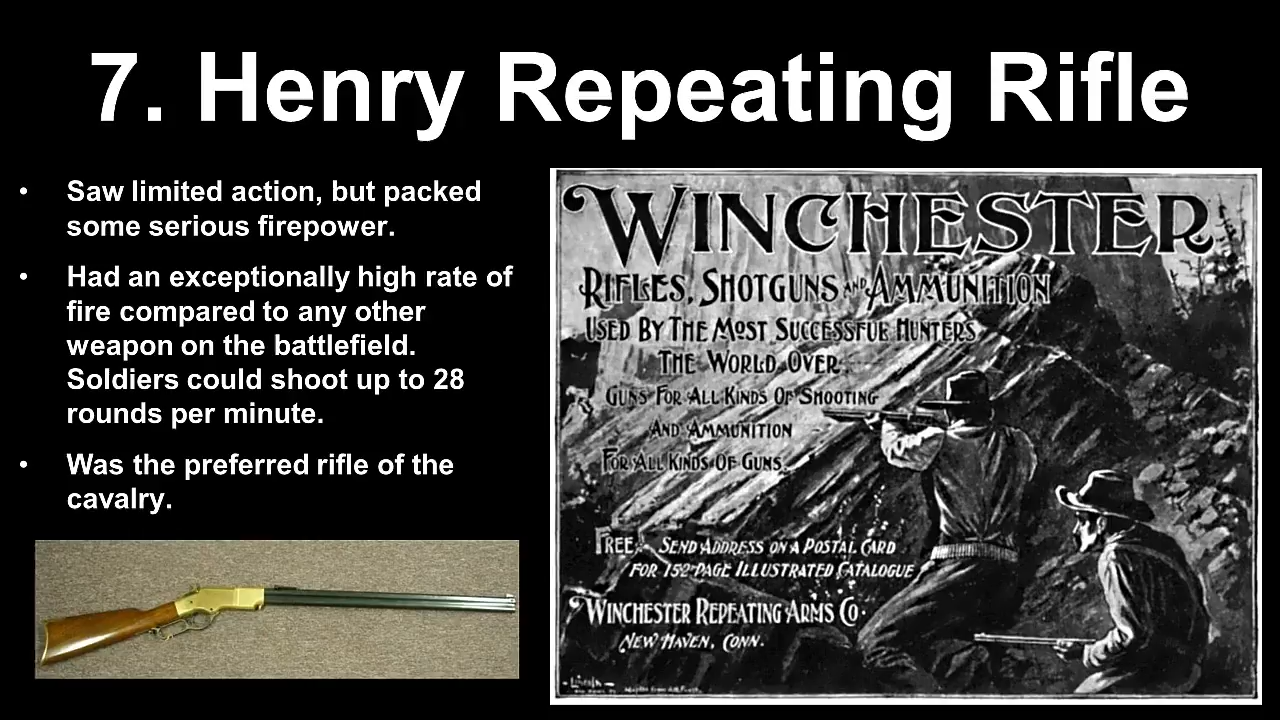 7. Henry Repeating Rifle
• Saw limited action, but packed
some serious firepower.
• Had an exceptionally high rate of
fire compared to any other
weapon on the battlefield.
Soldiers could shoot up to 28
rounds per minute.
• Was the preferred rifle of the
cavalry.
WINCHESTER
RIFLES, SHOTGUNS AND AMMUNITION
USED BY THE MOST SUCCESSFUL HUNTERS
THE WORLD OVER.
GUNS FOR ALL KINDS OF SHOOTING
AND AMMUNITION
FOR ALL KINDS OF GUNS.
FREE:- SEND ADDRESS ON A POSTAL CARD
FOR 152-PAGE ILLUSTRATED CATALOGUE
WINCHESTER REPEATING ARMS CO.
NEW HAVEN, CONN.
-Lincoln-